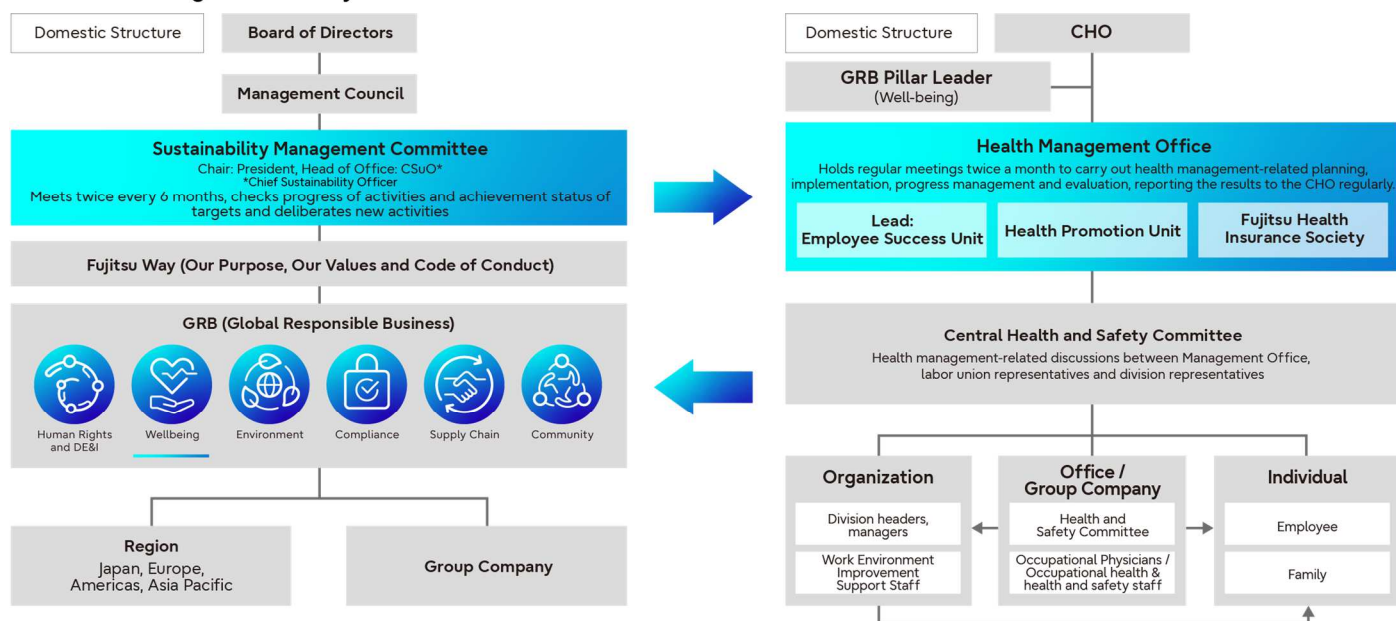 Domestic Structure
Board of Directors
Management Council
Sustainability Management Committee
Chair: President, Head of Office: CSuO*
*Chief Sustainability Officer
Meets twice every 6 months, checks progress of activities and achievement status of
targets and deliberates new activities
Fujitsu Way (Our Purpose, Our Values and Code of Conduct)
GRB (Global Responsible Business)
Human Rights
and DE&I
Wellbeing
Environment
Compliance
Supply Chain
Community
Region
Japan, Europe,
Americas, Asia Pacific
Group Company
Domestic Structure
CHO
GRB Pillar Leader
(Well-being)
Health Management Office
Holds regular meetings twice a month to carry out health management-related planning,
implementation, progress management and evaluation, reporting the results to the CHO regularly.
Lead:
Employee Success Unit
Health Promotion Unit
Fujitsu Health
Insurance Society
Central Health and Safety Committee
Health management-related discussions between Management Office,
labor union representatives and division representatives
Organization
Division headers,
managers
Work Environment
Improvement
Support Staff
Office /
Group Company
Health and
Safety Committee
Occupational Physicians /
Occupational health &
health and safety staff
Individual
Employee
Family